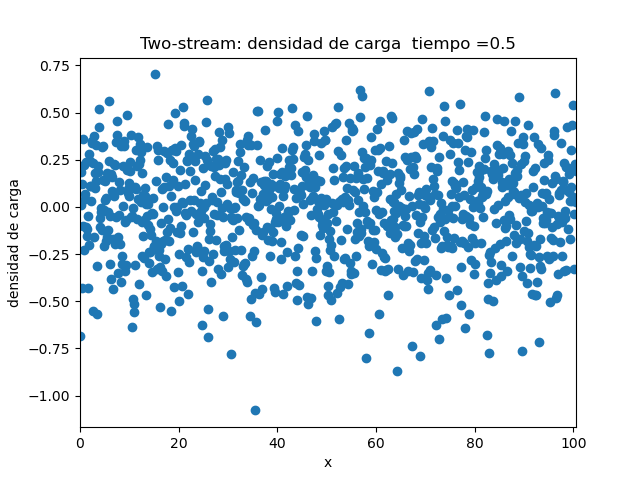 Two-stream: densidad de carga  tiempo =0.5
densidad de carga
0.75
0.50
0.25
0.00
−0.25
−0.50
−0.75
−1.00
0 20 40 60 80 100
x